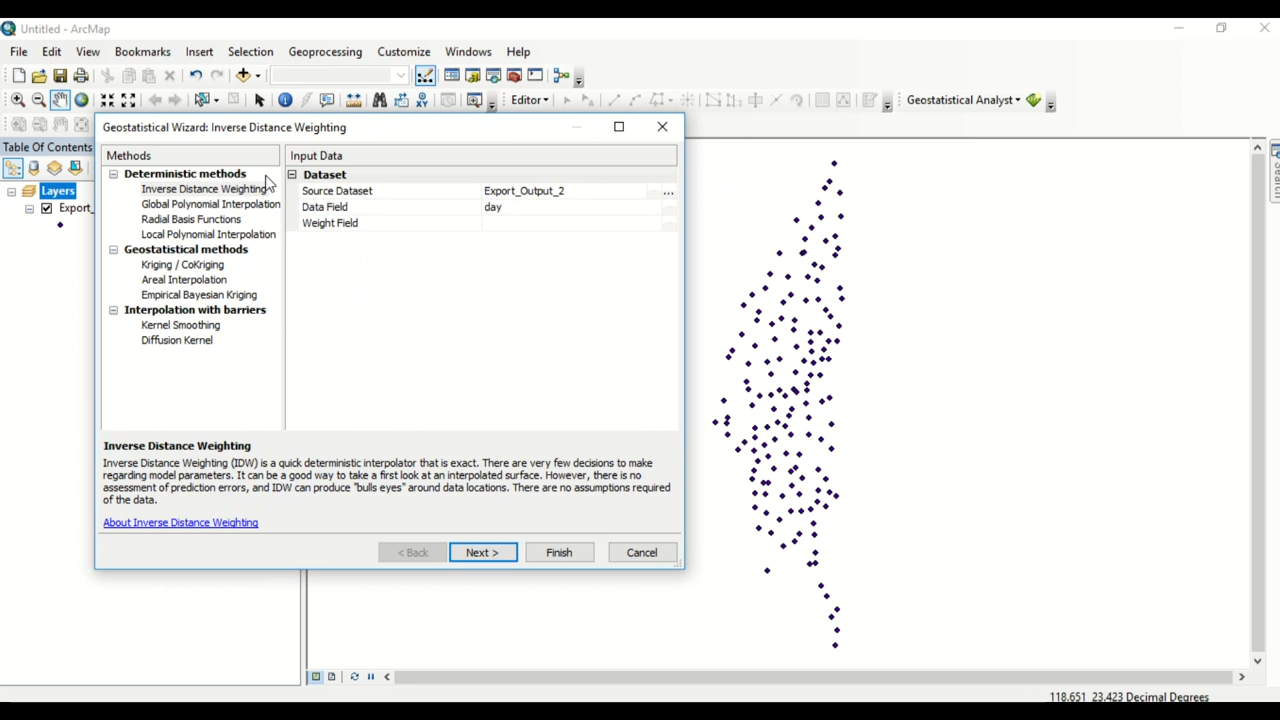 Untitled - ArcMap
File Edit View Bookmarks Insert Selection Geoprocessing Customize Windows Help
Editor▾ Geostatistical Analyst▾
Geostatistical Wizard: Inverse Distance Weighting
Table Of Contents
Layers
Export_
Methods
Deterministic methods
Inverse Distance Weighting
Global Polynomial Interpolation
Radial Basis Functions
Local Polynomial Interpolation
Geostatistical methods
Kriging / CoKriging
Areal Interpolation
Empirical Bayesian Kriging
Interpolation with barriers
Kernel Smoothing
Diffusion Kernel
Input Data
Dataset
Source Dataset Export_Output_2 ...
Data Field day
Weight Field
Inverse Distance Weighting
Inverse Distance Weighting (IDW) is a quick deterministic interpolator that is exact. There are very few decisions to make
regarding model parameters. It can be a good way to take a first look at an interpolated surface. However, there is no
assessment of prediction errors, and IDW can produce "bulls eyes" around data locations. There are no assumptions required
of the data.
About Inverse Distance Weighting
< Back Next > Finish Cancel
Search
118.651 23.423 Decimal Degrees